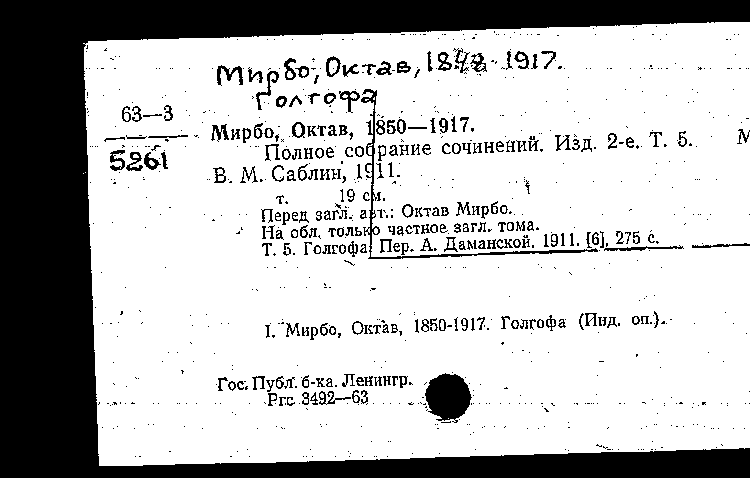 Мирбо, Октав, 1848-1917.
Голгофа
63—3
5261
Мирбо, Октав, 1850—1917.
Полное собрание сочинений. Изд. 2-е. Т. 5. М
В. М. Саблин, 1911.
т. 19 см.
Перед загл. авт.: Октав Мирбо.
На обл. только частное загл. тома.
Т. 5. Голгофа. Пер. А. Даманской. 1911. [6], 275 с.
I. Мирбо, Октав, 1850-1917. Голгофа (Инд. оп.).
Гос. Публ. б-ка. Ленингр.
Ргс 3492—63